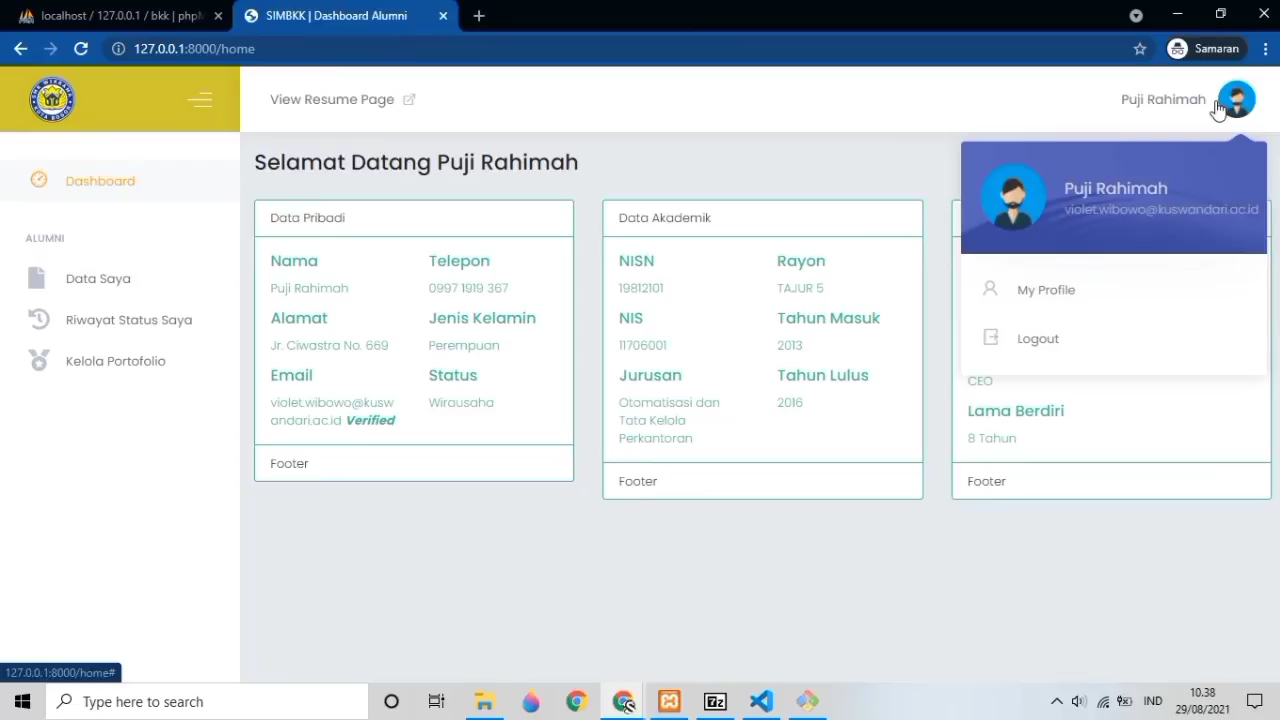 localhost / 127.0.0.1 / bkk | phpM
SIMBKK | Dashboard Alumni
127.0.0.1:8000/home
Samaran
View Resume Page
Puji Rahimah
Dashboard
ALUMNI
Data Saya
Riwayat Status Saya
Kelola Portofolio
Selamat Datang Puji Rahimah
Data Pribadi
Nama
Telepon
Puji Rahimah
0997 1919 367
Alamat
Jenis Kelamin
Jr. Ciwastra No. 669
Perempuan
Email
Status
violet.wibowo@kusw
andari.ac.id Verified
Wirausaha
Footer
Data Akademik
NISN
Rayon
19812101
TAJUR 5
NIS
Tahun Masuk
11706001
2013
Jurusan
Tahun Lulus
Otomatisasi dan
Tata Kelola
Perkantoran
2016
Footer
Puji Rahimah
violet.wibowo@kuswandari.ac.id
My Profile
Logout
CEO
Lama Berdiri
8 Tahun
Footer
127.0.0.1:8000/home#
Type here to search
IND
10.38
29/08/2021